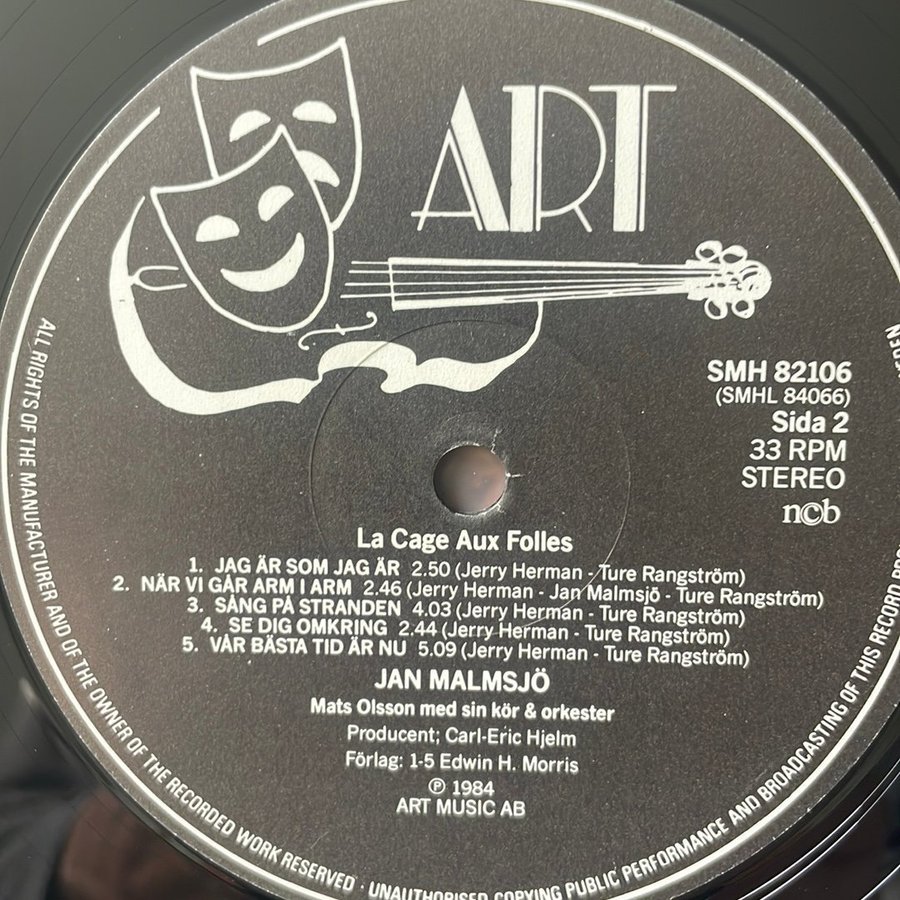 ART
SMH 82106
(SMHL 84066)
Sida 2
33 RPM
STEREO
n©b
La Cage Aux Folles
1. JAG ÄR SOM JAG ÄR 2.50 (Jerry Herman - Ture Rangström)
2. NÄR VI GÅR ARM I ARM 2.46 (Jerry Herman - Jan Malmsjö - Ture Rangström)
3. SÅNG PÅ STRANDEN 4.03 (Jerry Herman - Ture Rangström)
4. SE DIG OMKRING 2.44 (Jerry Herman - Ture Rangström)
5. VÅR BÄSTA TID ÄR NU 5.09 (Jerry Herman - Ture Rangström)
JAN MALMSJÖ
Mats Olsson med sin kör & orkester
Producent; Carl-Eric Hjelm
Förlag: 1-5 Edwin H. Morris
℗ 1984
ART MUSIC AB
ALL RIGHTS OF THE MANUFACTURER AND OF THE OWNER OF THE RECORDED WORK RESERVED · UNAUTHORISED COPYING PUBLIC PERFORMANCE AND BROADCASTING OF THIS RECORD